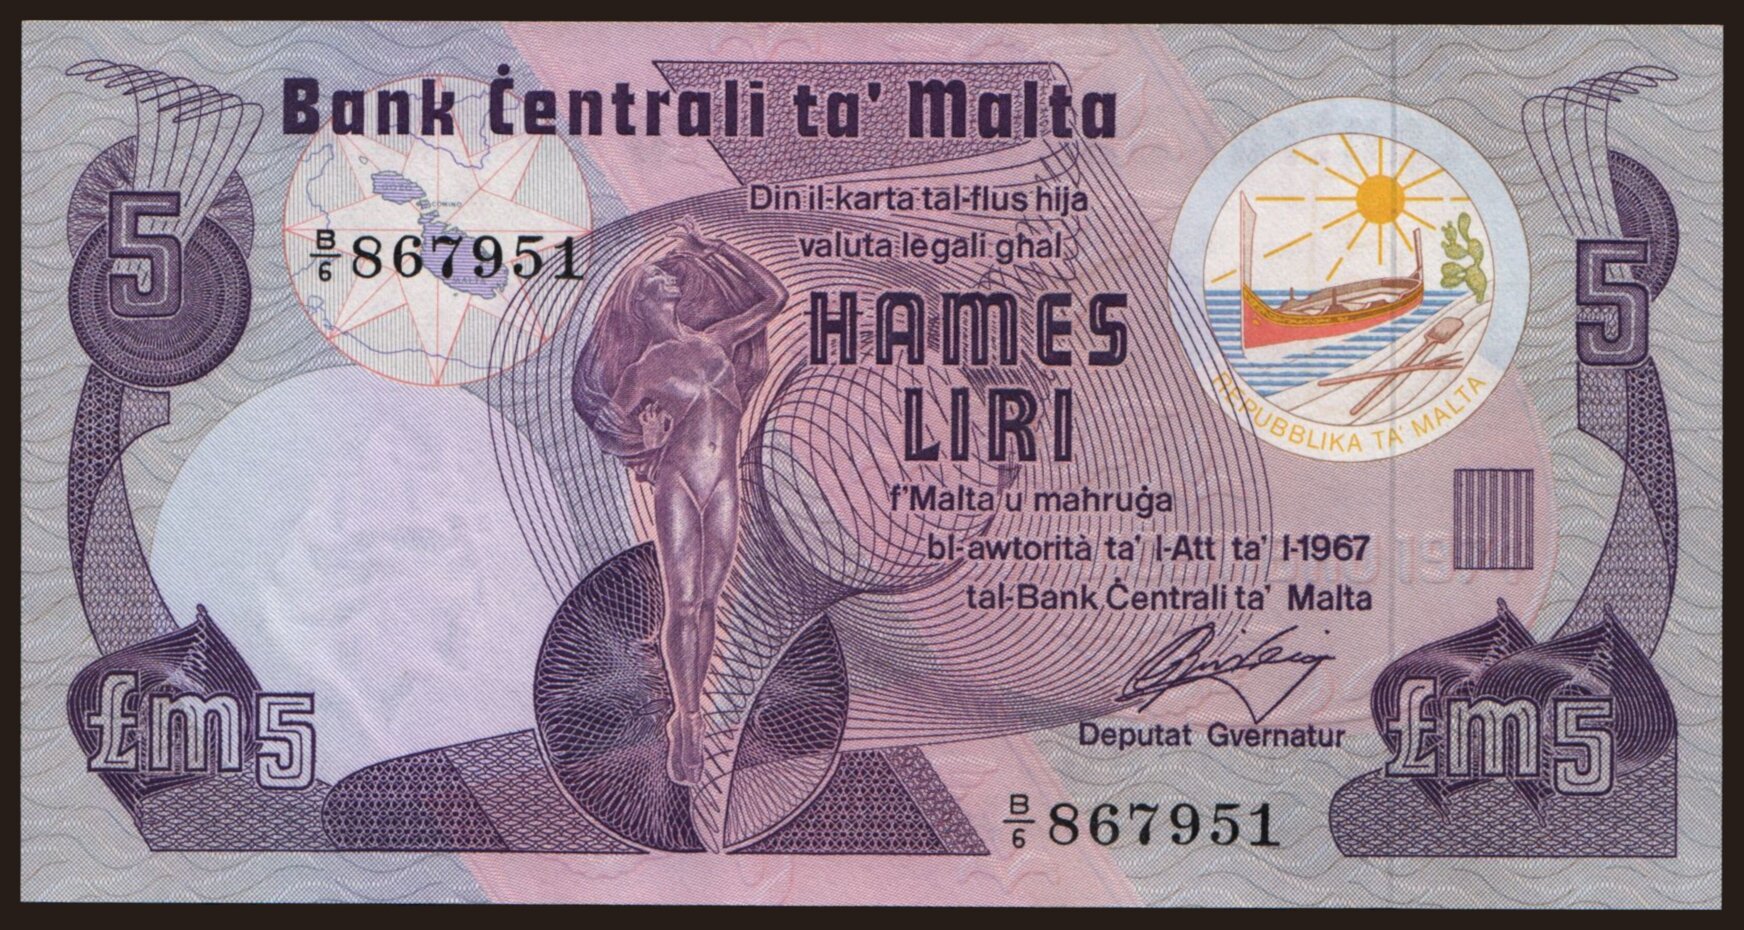 Bank Ċentrali ta' Malta
5
5
COMINO
B/6 867951
Din il-karta tal-flus hija
valuta legali għal
ĦAMES
LIRI
REPUBBLIKA TA' MALTA
f'Malta u maħruġa
bl-awtorità ta' l-Att ta' l-1967
tal-Bank Ċentrali ta' Malta
Deputat Gvernatur
£m5
£m5
B/6 867951